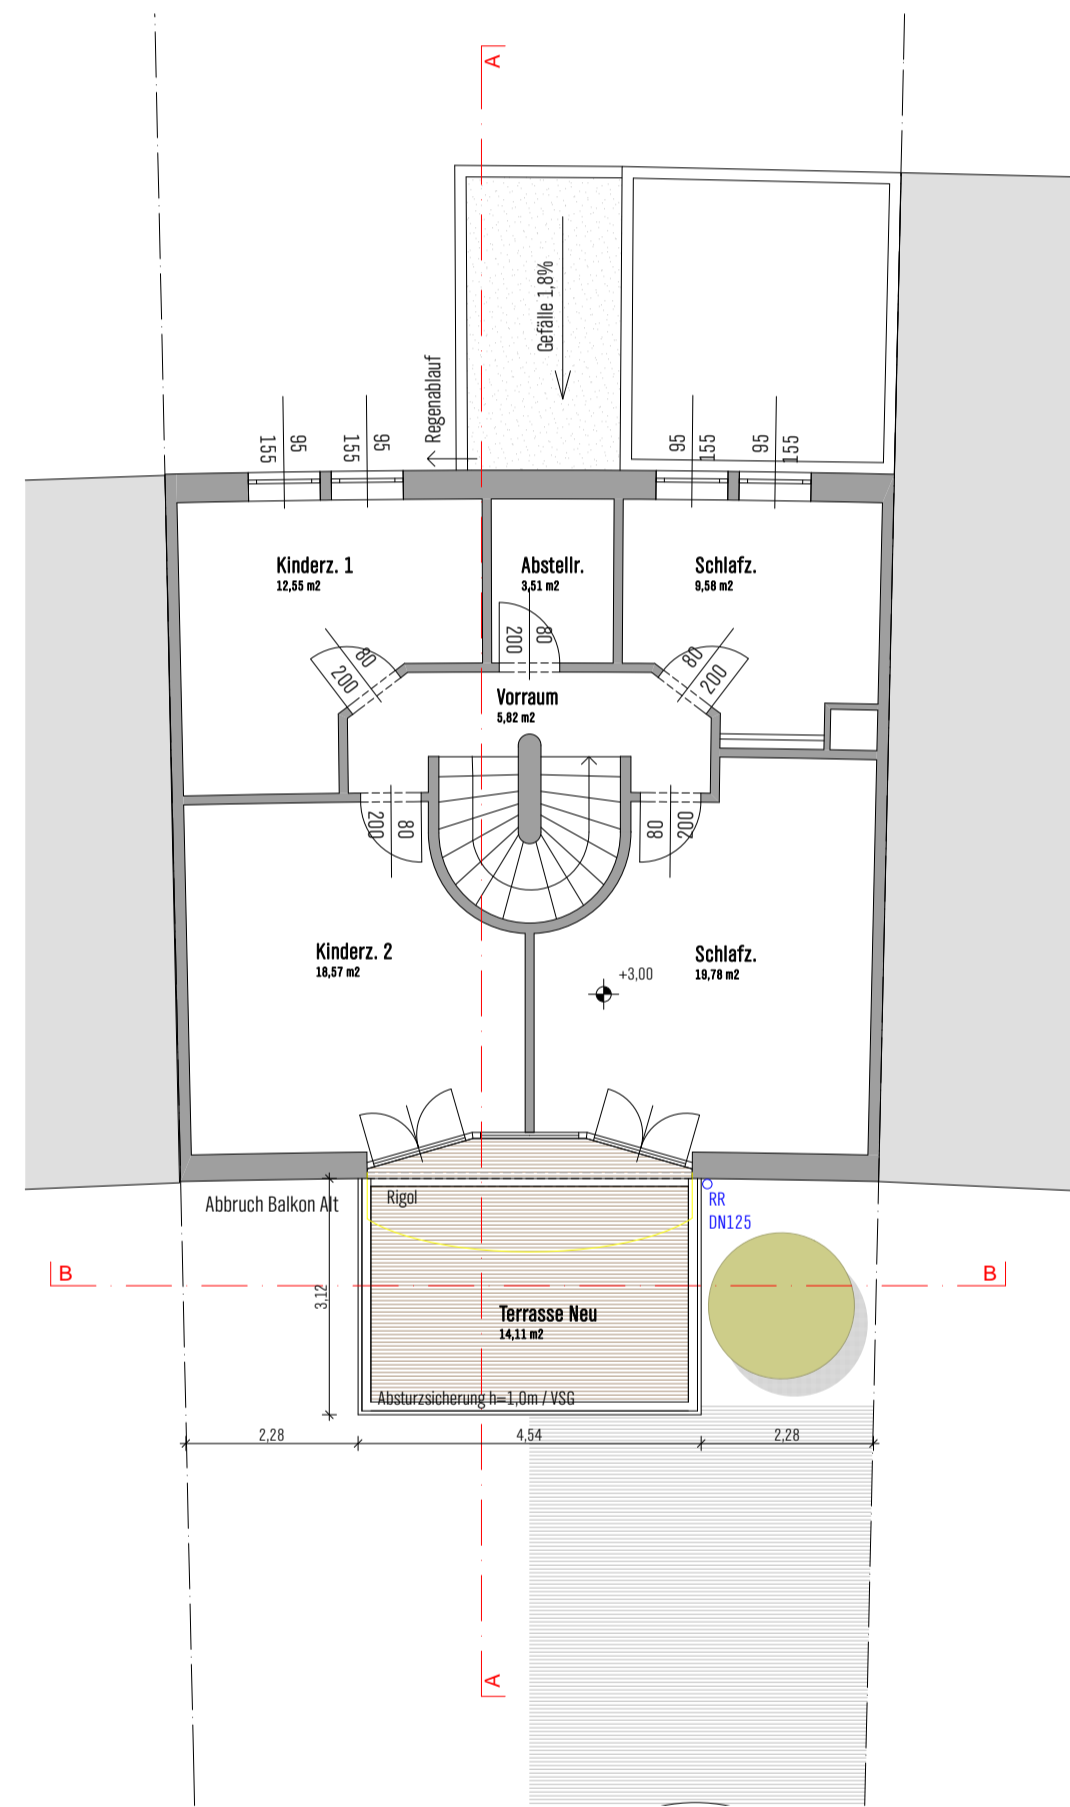 A
Gefälle 1,8%
Regenablauf
155
95
155
95
95
155
95
155
Kinderz. 1
12,55 m2
Abstellr.
3,51 m2
Schlafz.
9,58 m2
80
200
200
80
80
200
Vorraum
5,82 m2
200
80
80
200
Kinderz. 2
18,57 m2
Schlafz.
19,78 m2
+3,00
Abbruch Balkon Alt
Rigol
RR
DN125
B
B
3,12
Terrasse Neu
14,11 m2
Absturzsicherung h=1,0m / VSG
2,28
4,54
2,28
A